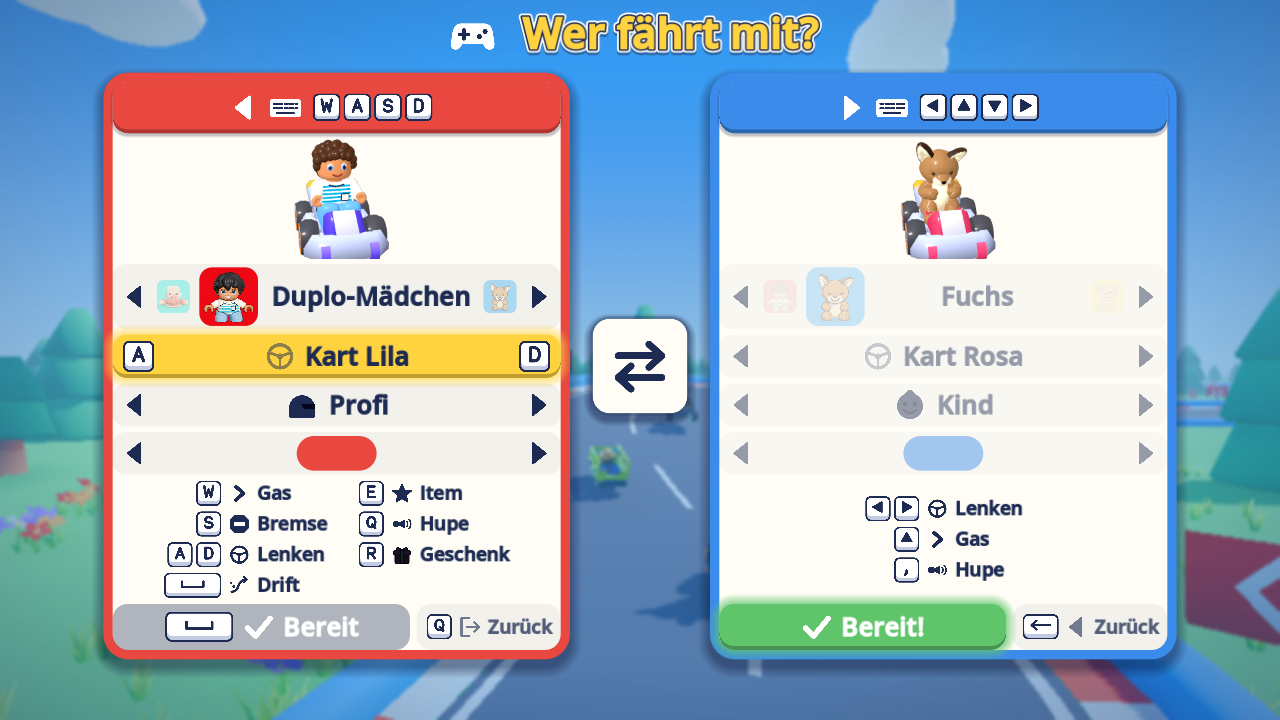 Wer fährt mit?
W A S D
Duplo-Mädchen
A Kart Lila D
Profi
W Gas
E Item
S Bremse
Q Hupe
A D Lenken
R Geschenk
Drift
Bereit
Q Zurück
Fuchs
Kart Rosa
Kind
Lenken
Gas
, Hupe
Bereit!
Zurück